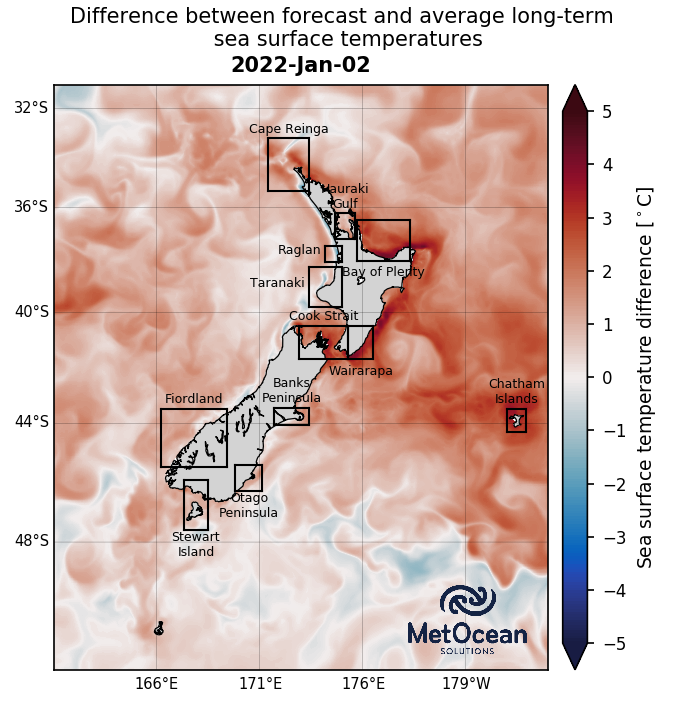 Difference between forecast and average long-term
sea surface temperatures
2022-Jan-02
32°S
36°S
40°S
44°S
48°S
166°E
171°E
176°E
179°W
Cape Reinga
Hauraki
Gulf
Raglan
Bay of Plenty
Taranaki
Cook Strait
Wairarapa
Banks
Peninsula
Fiordland
Chatham
Islands
Otago
Peninsula
Stewart
Island
MetOcean
SOLUTIONS
5
4
3
2
1
0
−1
−2
−3
−4
−5
Sea surface temperature difference [°C]